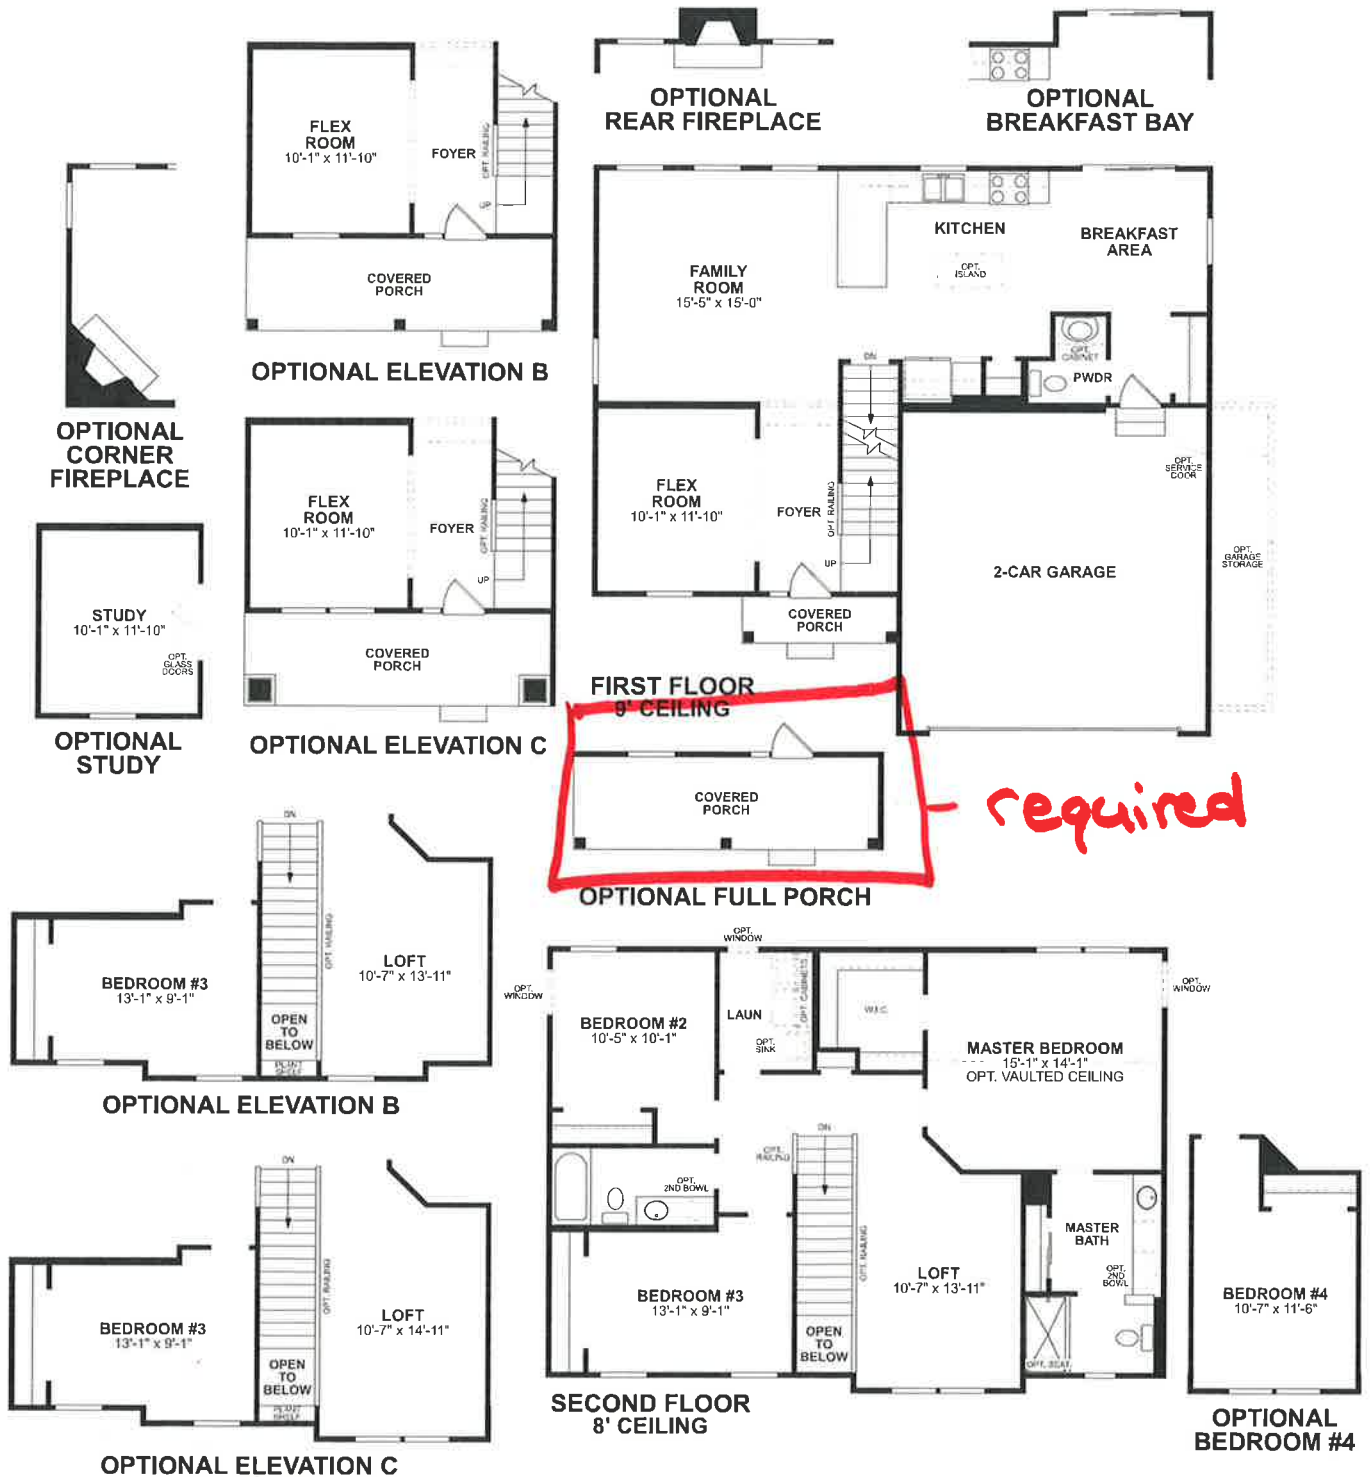 OPTIONAL
REAR FIREPLACE
OPTIONAL
BREAKFAST BAY
FLEX
ROOM
10'-1" x 11'-10"
FOYER
OPT. RAILING
UP
COVERED
PORCH
OPTIONAL ELEVATION B
OPTIONAL
CORNER
FIREPLACE
FAMILY
ROOM
15'-5" x 15'-0"
KITCHEN
OPT.
ISLAND
BREAKFAST
AREA
OPT.
CABINET
PWDR
DN
FLEX
ROOM
10'-1" x 11'-10"
FOYER
OPT. RAILING
UP
COVERED
PORCH
2-CAR GARAGE
OPT.
SERVICE
DOOR
OPT.
GARAGE
STORAGE
FIRST FLOOR
9' CEILING
FLEX
ROOM
10'-1" x 11'-10"
FOYER
OPT. RAILING
UP
COVERED
PORCH
OPTIONAL ELEVATION C
STUDY
10'-1" x 11'-10"
OPT.
GLASS
DOORS
OPTIONAL
STUDY
COVERED
PORCH
required
OPTIONAL FULL PORCH
DN
OPT. RAILING
BEDROOM #3
13'-1" x 9'-1"
LOFT
10'-7" x 13'-11"
OPEN
TO
BELOW
PLANT
SHELF
OPTIONAL ELEVATION B
OPT.
WINDOW
OPT.
WINDOW
BEDROOM #2
10'-5" x 10'-1"
LAUN
OPT.
SINK
OPT. CABINETS
W.I.C.
MASTER BEDROOM
15'-1" x 14'-1"
OPT. VAULTED CEILING
OPT.
WINDOW
OPT.
2ND BOWL
OPT.
RAILING
DN
OPT. RAILING
BEDROOM #3
13'-1" x 9'-1"
OPEN
TO
BELOW
LOFT
10'-7" x 13'-11"
MASTER
BATH
OPT.
2ND
BOWL
OPT. SEAT
SECOND FLOOR
8' CEILING
BEDROOM #4
10'-7" x 11'-6"
OPTIONAL
BEDROOM #4
DN
OPT. RAILING
BEDROOM #3
13'-1" x 9'-1"
LOFT
10'-7" x 14'-11"
OPEN
TO
BELOW
PLANT
SHELF
OPTIONAL ELEVATION C